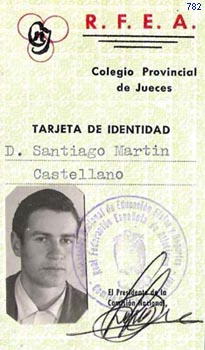 782
R. F. E. A.
Colegio Provincial
de Jueces
TARJETA DE IDENTIDAD
D. Santiago Martin
Castellano
El Presidente de la
Comisión Nacional,